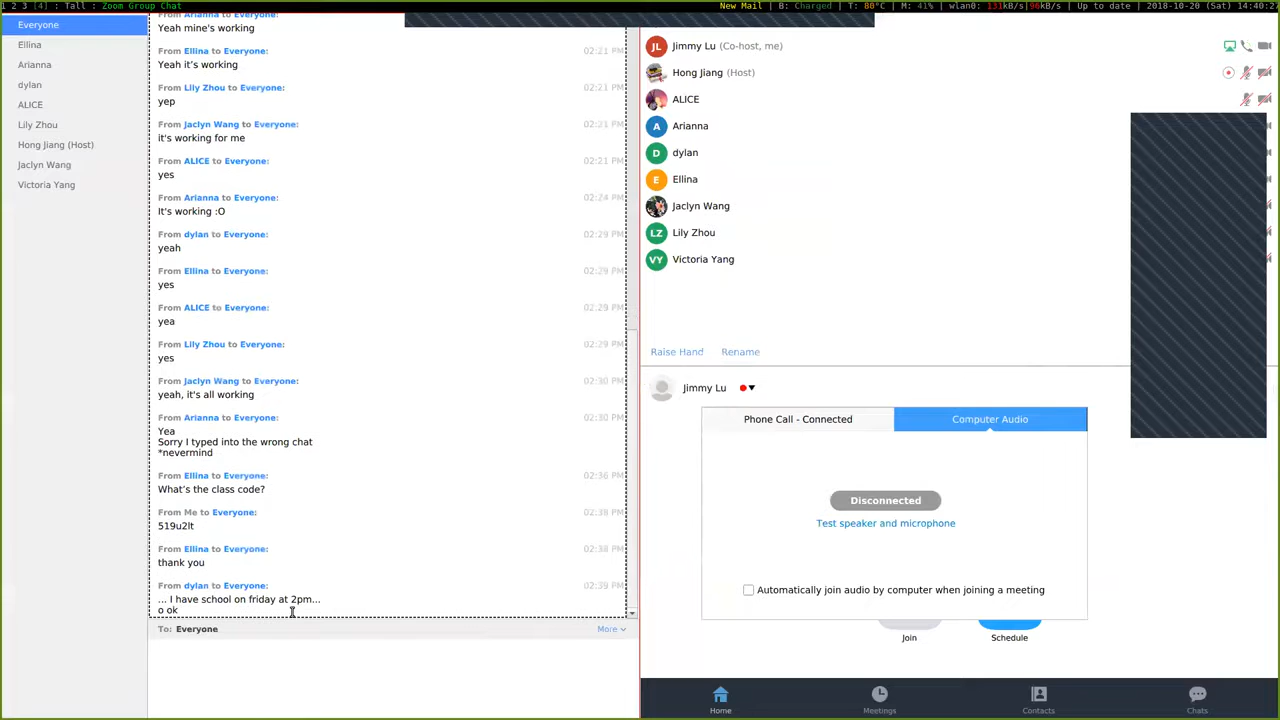 1 2 3 [4] : Tall : Zoom Group Chat
New Mail | B: Charged | T: 80°C | M: 41% | wlan0: 131kB/s|96kB/s | Up to date | 2018-10-20 (Sat) 14:40:2
Everyone
Ellina
Arianna
dylan
ALICE
Lily Zhou
Hong Jiang (Host)
Jaclyn Wang
Victoria Yang
From Arianna to Everyone:
Yeah mine's working
From Ellina to Everyone: 02:21 PM
Yeah it's working
From Lily Zhou to Everyone: 02:21 PM
yep
From Jaclyn Wang to Everyone: 02:21 PM
it's working for me
From ALICE to Everyone: 02:21 PM
yes
From Arianna to Everyone: 02:24 PM
It's working :O
From dylan to Everyone: 02:29 PM
yeah
From Ellina to Everyone: 02:29 PM
yes
From ALICE to Everyone: 02:29 PM
yea
From Lily Zhou to Everyone: 02:29 PM
yes
From Jaclyn Wang to Everyone: 02:30 PM
yeah, it's all working
From Arianna to Everyone: 02:30 PM
Yea
Sorry I typed into the wrong chat
*nevermind
From Ellina to Everyone: 02:36 PM
What's the class code?
From Me to Everyone: 02:38 PM
519u2lt
From Ellina to Everyone: 02:38 PM
thank you
From dylan to Everyone: 02:39 PM
... I have school on friday at 2pm...
o ok
To: Everyone
More
JL Jimmy Lu (Co-host, me)
Hong Jiang (Host)
ALICE
A Arianna
D dylan
E Ellina
Jaclyn Wang
LZ Lily Zhou
VY Victoria Yang
Raise Hand Rename
Jimmy Lu
Phone Call - Connected Computer Audio
Disconnected
Test speaker and microphone
Automatically join audio by computer when joining a meeting
Join Schedule
Home Meetings Contacts Chats